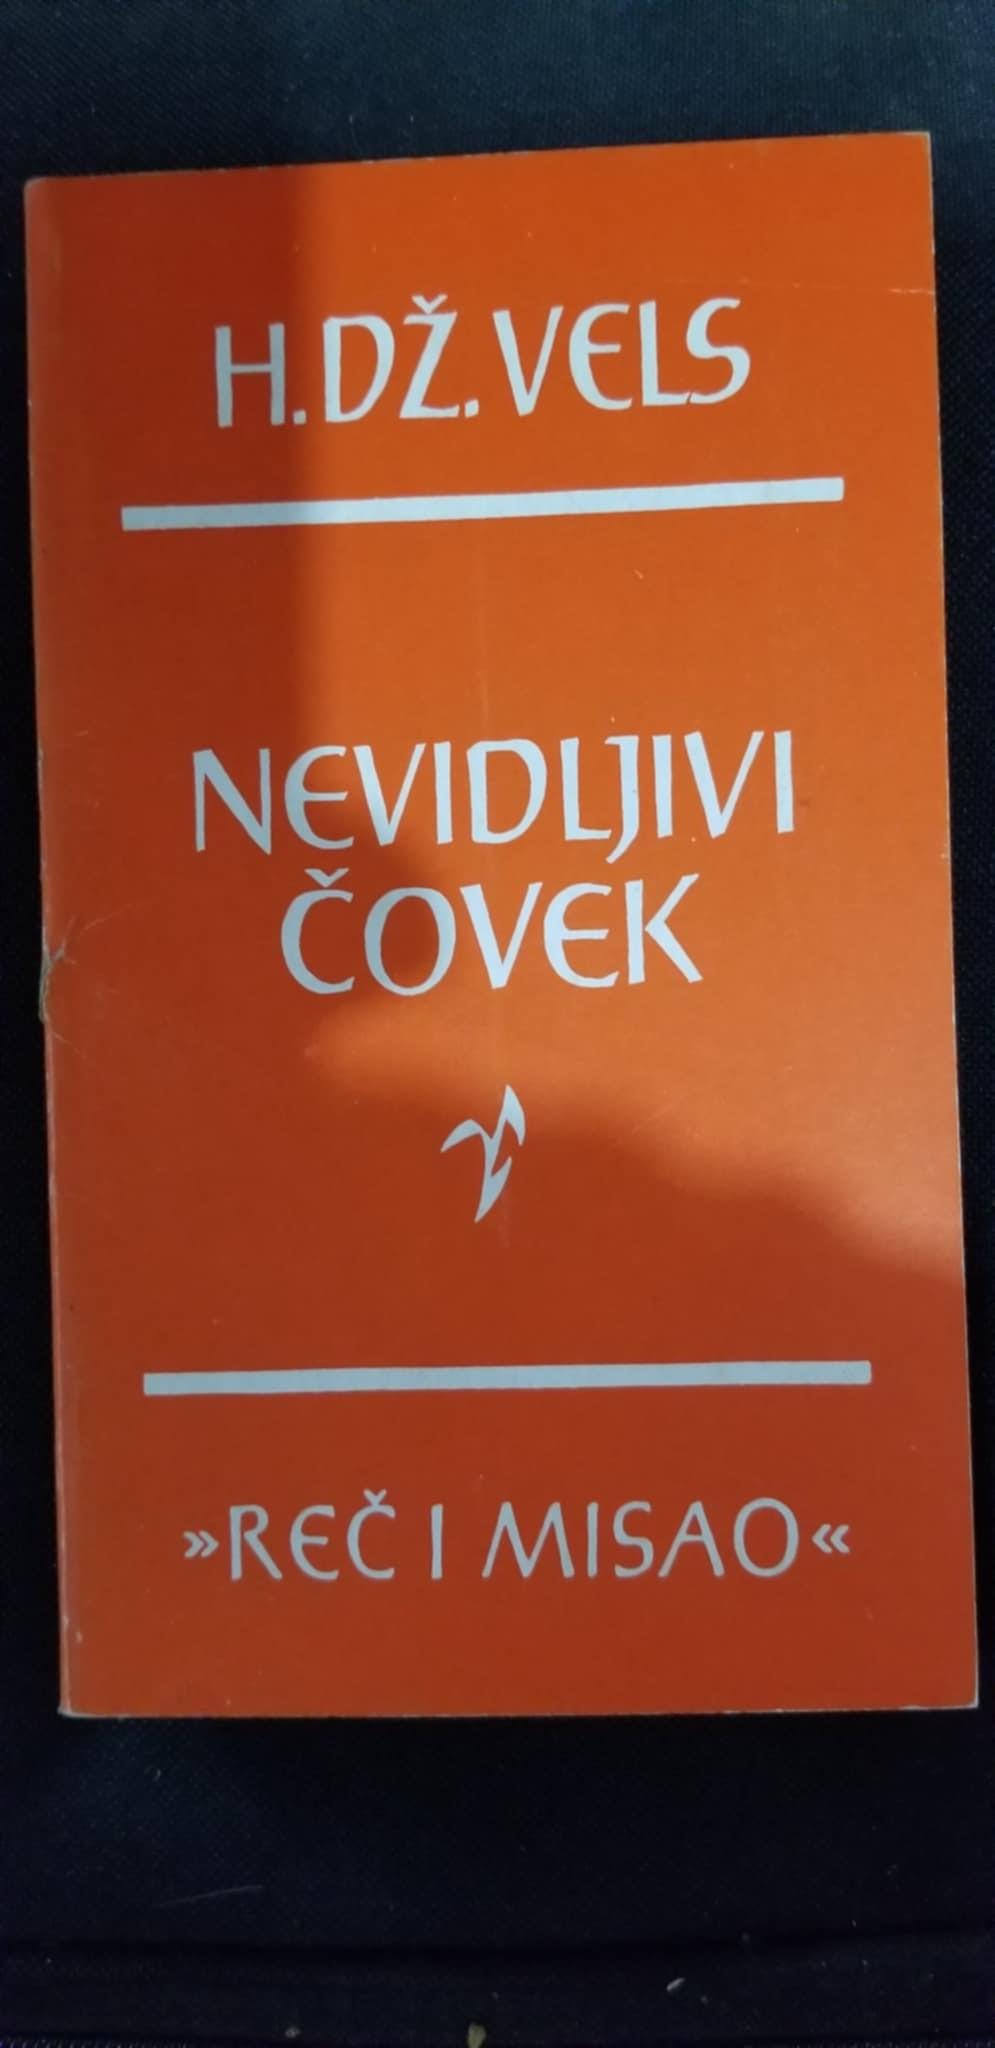 H. DŽ. VELS
NEVIDLJIVI
ČOVEK
»REČ I MISAO«